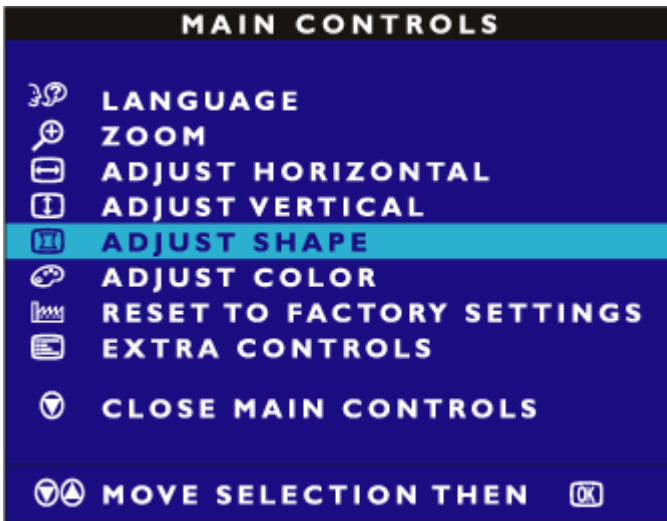 MAIN CONTROLS
LANGUAGE
ZOOM
ADJUST HORIZONTAL
ADJUST VERTICAL
ADJUST SHAPE
ADJUST COLOR
RESET TO FACTORY SETTINGS
EXTRA CONTROLS
CLOSE MAIN CONTROLS
MOVE SELECTION THEN OK